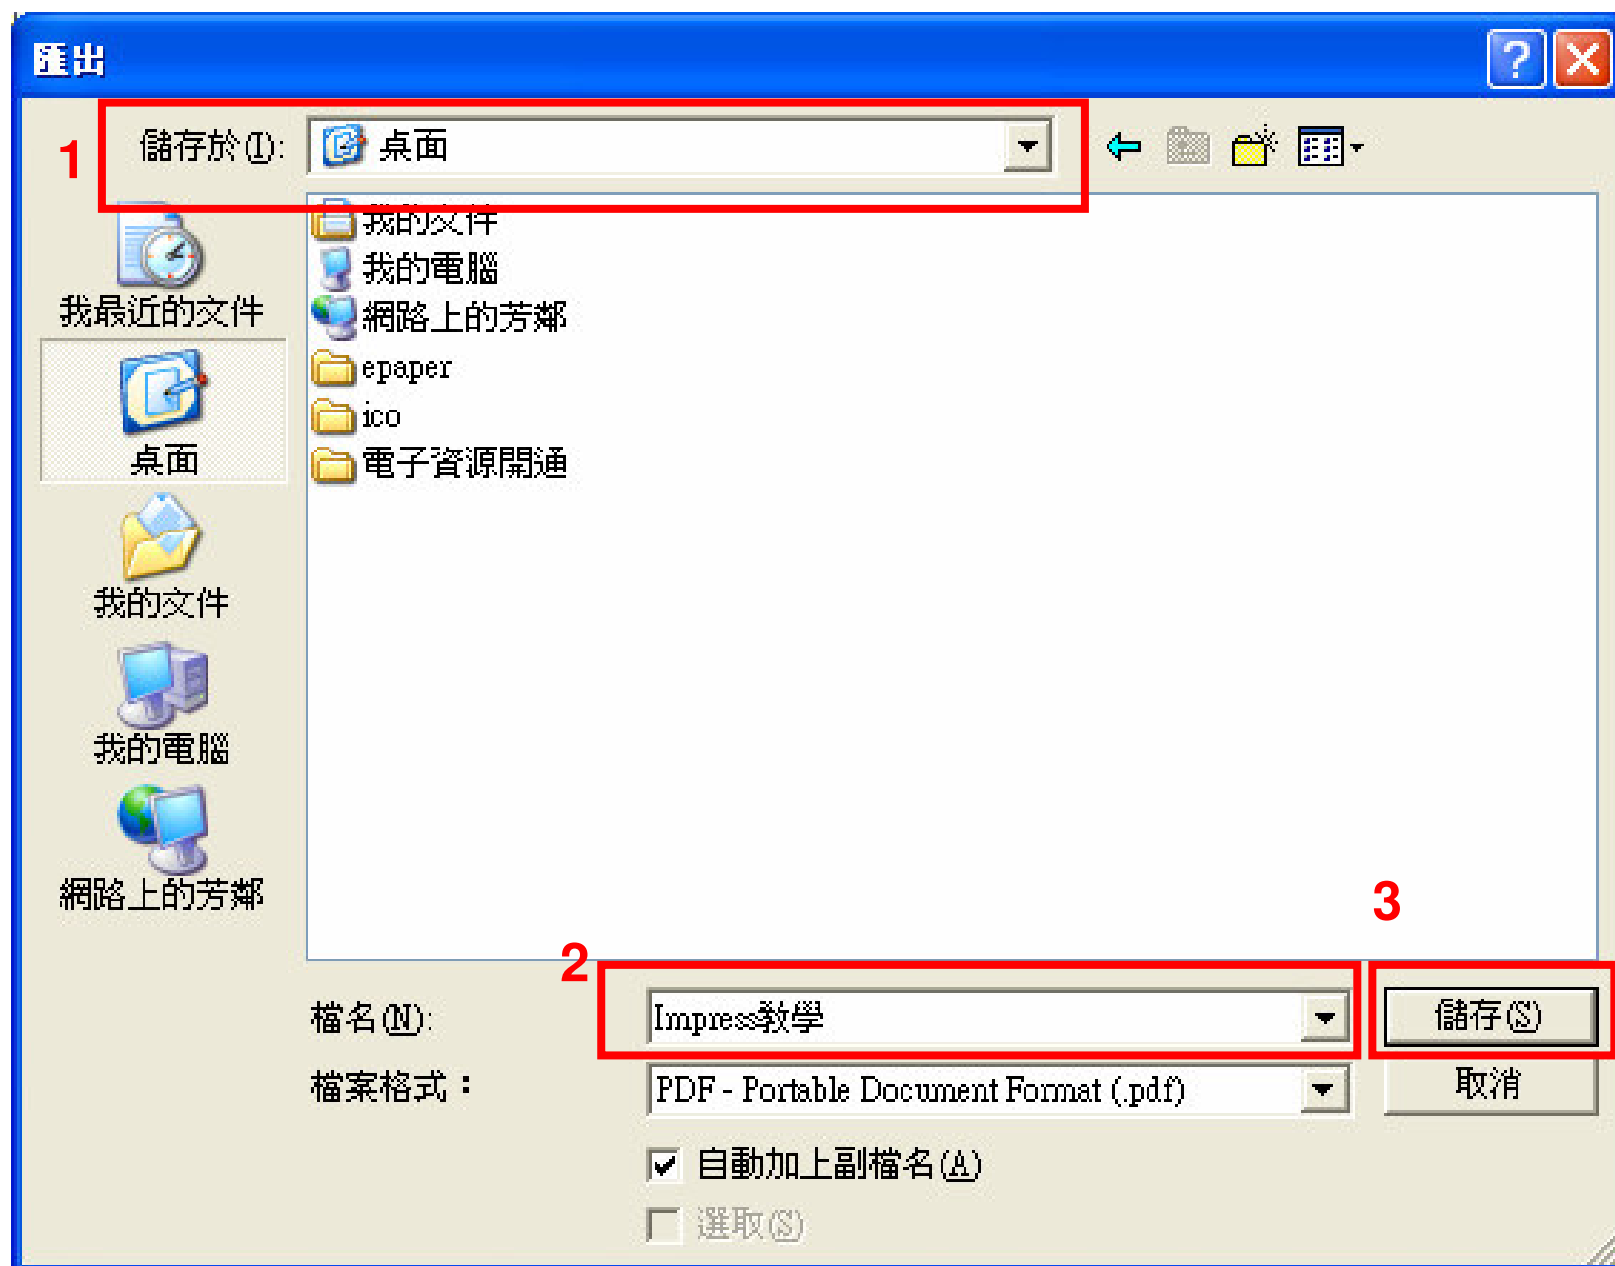 匯出
1
儲存於(I):
桌面
我的文件
我的電腦
網路上的芳鄰
epaper
ico
電子資源開通
我最近的文件
桌面
我的文件
我的電腦
網路上的芳鄰
3
2
檔名(N):
Impress教學
儲存(S)
檔案格式：
PDF - Portable Document Format (.pdf)
取消
自動加上副檔名(A)
選取(S)